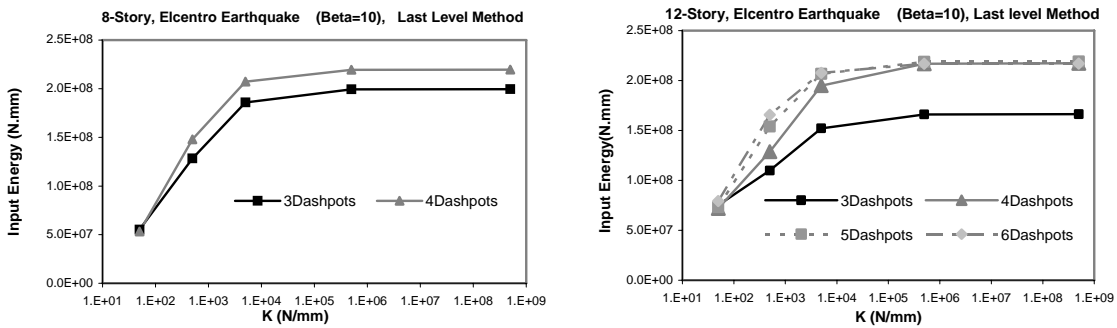 8-Story, Elcentro Earthquake (Beta=10), Last Level Method
Input Energy (N.mm)
2.5E+08
2.0E+08
1.5E+08
1.0E+08
5.0E+07
0.0E+00
3Dashpots 4Dashpots
1.E+01 1.E+02 1.E+03 1.E+04 1.E+05 1.E+06 1.E+07 1.E+08 1.E+09
K (N/mm)
12-Story, Elcentro Earthquake (Beta=10), Last level Method
Input Energy(N.mm)
2.5E+08
2.0E+08
1.5E+08
1.0E+08
5.0E+07
0.0E+00
3Dashpots 4Dashpots
5Dashpots 6Dashpots
1.E+01 1.E+02 1.E+03 1.E+04 1.E+05 1.E+06 1.E+07 1.E+08 1.E+09
K (N/mm)